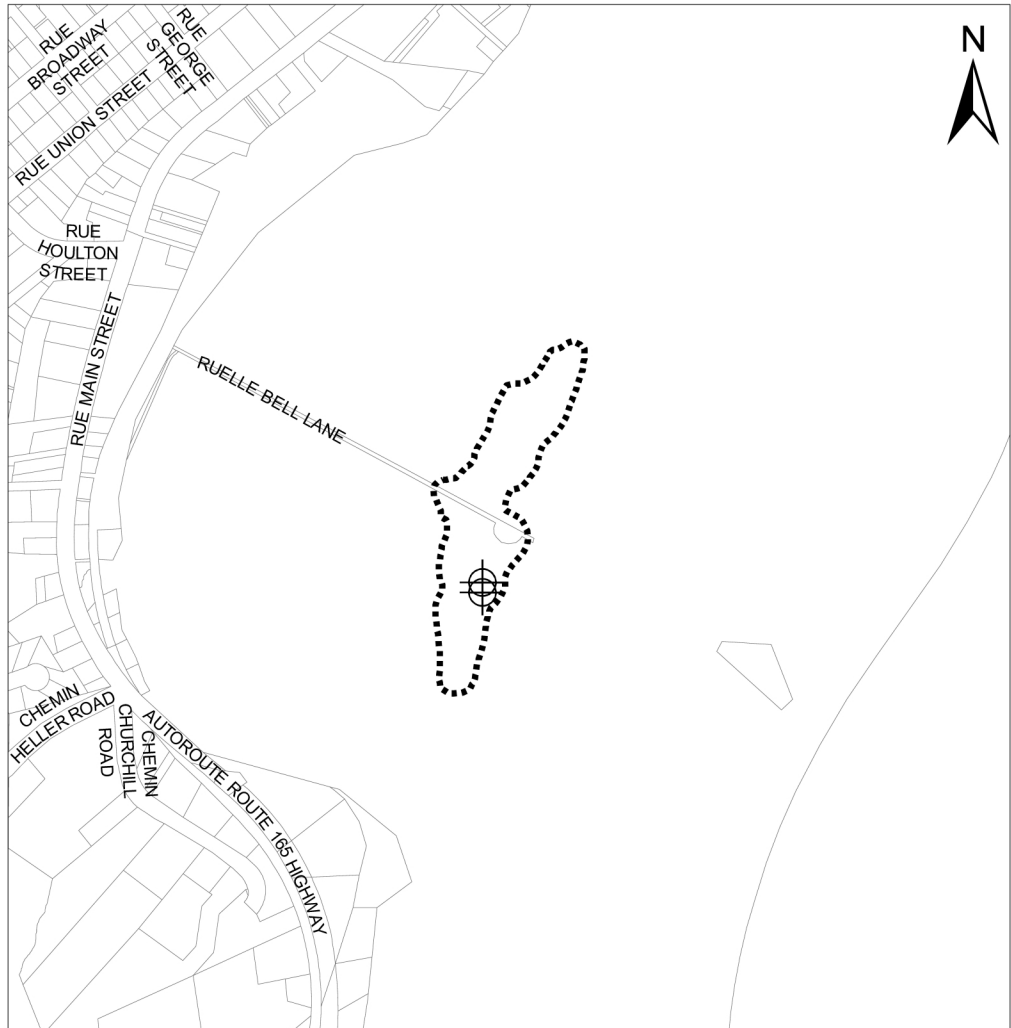 RUE
BROADWAY
STREET
RUE
GEORGE
STREET
N
RUE UNION STREET
RUE
HOULTON
STREET
RUE MAIN STREET
RUELLE BELL LANE
CHEMIN
HELLER ROAD
CHEMIN
CHURCHILL
ROAD
AUTOROUTE ROUTE 165 HIGHWAY